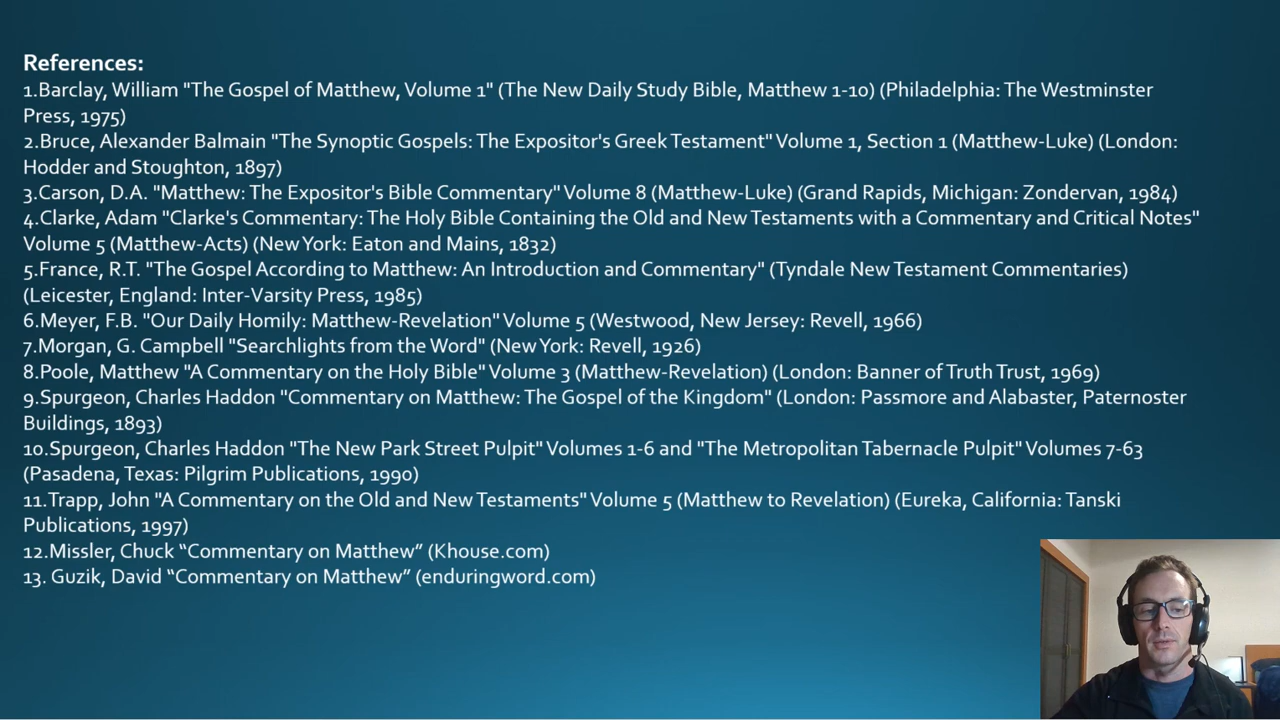 References:
1.Barclay, William "The Gospel of Matthew, Volume 1" (The New Daily Study Bible, Matthew 1-10) (Philadelphia: The Westminster
Press, 1975)
2.Bruce, Alexander Balmain "The Synoptic Gospels: The Expositor's Greek Testament" Volume 1, Section 1 (Matthew-Luke) (London:
Hodder and Stoughton, 1897)
3.Carson, D.A. "Matthew: The Expositor's Bible Commentary" Volume 8 (Matthew-Luke) (Grand Rapids, Michigan: Zondervan, 1984)
4.Clarke, Adam "Clarke's Commentary: The Holy Bible Containing the Old and New Testaments with a Commentary and Critical Notes"
Volume 5 (Matthew-Acts) (New York: Eaton and Mains, 1832)
5.France, R.T. "The Gospel According to Matthew: An Introduction and Commentary" (Tyndale New Testament Commentaries)
(Leicester, England: Inter-Varsity Press, 1985)
6.Meyer, F.B. "Our Daily Homily: Matthew-Revelation" Volume 5 (Westwood, New Jersey: Revell, 1966)
7.Morgan, G. Campbell "Searchlights from the Word" (New York: Revell, 1926)
8.Poole, Matthew "A Commentary on the Holy Bible" Volume 3 (Matthew-Revelation) (London: Banner of Truth Trust, 1969)
9.Spurgeon, Charles Haddon "Commentary on Matthew: The Gospel of the Kingdom" (London: Passmore and Alabaster, Paternoster
Buildings, 1893)
10.Spurgeon, Charles Haddon "The New Park Street Pulpit" Volumes 1-6 and "The Metropolitan Tabernacle Pulpit" Volumes 7-63
(Pasadena, Texas: Pilgrim Publications, 1990)
11.Trapp, John "A Commentary on the Old and New Testaments" Volume 5 (Matthew to Revelation) (Eureka, California: Tanski
Publications, 1997)
12.Missler, Chuck “Commentary on Matthew” (Khouse.com)
13. Guzik, David “Commentary on Matthew” (enduringword.com)